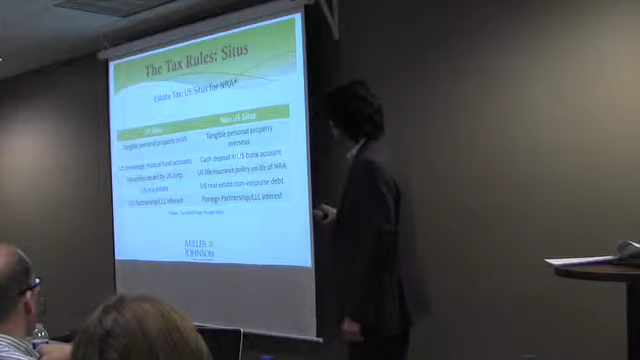 The Tax Rules: Situs
Estate Tax: US Situs for NRA*
US Situs
Non US Situs
Tangible personal property in US
Tangible personal property
overseas
US brokerage, mutual fund accounts
Cash deposit in US bank account
Securities issued by US corp.
US life insurance policy on life of NRA
US real estate
US real estate non-recourse debt
US Partnership/LLC interest
Foreign Partnership/LLC interest
MILLER
JOHNSON